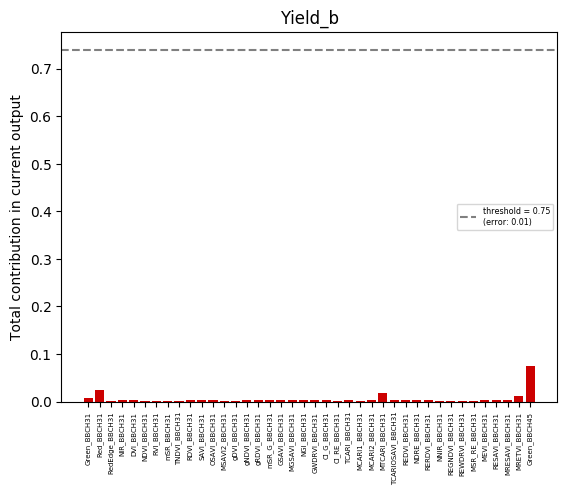 Yield_b
Total contribution in current output
0.7
0.6
0.5
0.4
0.3
0.2
0.1
0.0
threshold = 0.75
(error: 0.01)
Green_BBCH31
Red_BBCH31
RedEdge_BBCH31
NIR_BBCH31
DVI_BBCH31
NDVI_BBCH31
RVI_BBCH31
mSR_BBCH31
TNDVI_BBCH31
RDVI_BBCH31
SAVI_BBCH31
OSAVI_BBCH31
MSAVI2_BBCH31
gDVI_BBCH31
gNDVI_BBCH31
gRDVI_BBCH31
mSR_G_BBCH31
GSAVI_BBCH31
MGSAVI_BBCH31
NGI_BBCH31
GWDRVI_BBCH31
CI_G_BBCH31
CI_RE_BBCH31
TCARI_BBCH31
MCARI1_BBCH31
MCARI2_BBCH31
MTCARI_BBCH31
TCARIOSAVI_BBCH31
REDVI_BBCH31
NDRE_BBCH31
RERDVI_BBCH31
NNIR_BBCH31
REGNDVI_BBCH31
REWDRVI_BBCH31
MSR_RE_BBCH31
MEVI_BBCH31
RESAVI_BBCH31
MRESAVI_BBCH31
MRETVI_BBCH31
Green_BBCH45